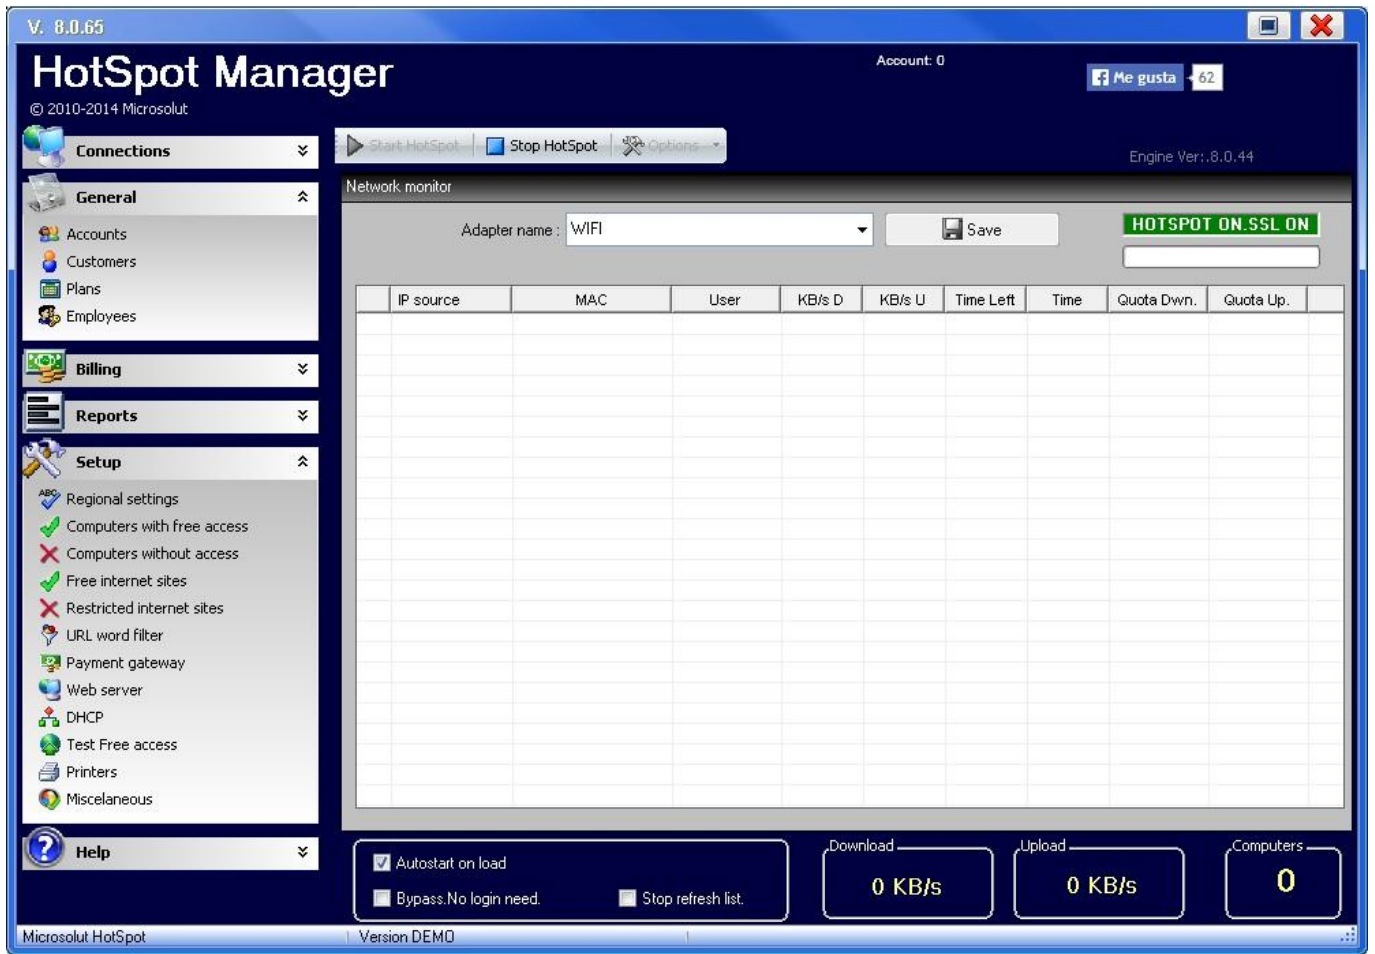 V. 8.0.65
HotSpot Manager
© 2010-2014 Microsolut
Account: 0
Me gusta 62
Start HotSpot Stop HotSpot Options
Engine Ver:.8.0.44
Connections
General
Accounts
Customers
Plans
Employees
Billing
Reports
Setup
ABC
Regional settings
Computers with free access
Computers without access
Free internet sites
Restricted internet sites
URL word filter
Payment gateway
Web server
DHCP
Test Free access
Printers
Miscelaneous
Help
Network monitor
Adapter name : WIFI Save
HOTSPOT ON.SSL ON
IP source MAC User KB/s D KB/s U Time Left Time Quota Dwn. Quota Up.
Autostart on load
Bypass.No login need. Stop refresh list.
Download
0 KB/s
Upload
0 KB/s
Computers
0
Microsolut HotSpot Version DEMO